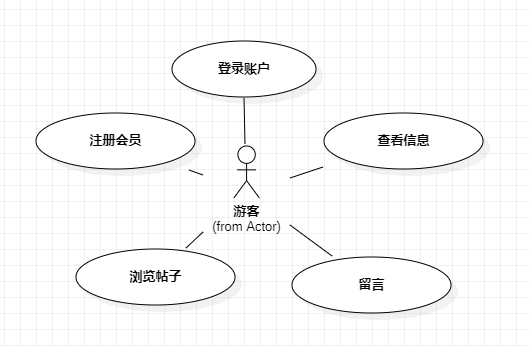 登录账户
注册会员
查看信息
游客
(from Actor)
浏览帖子
留言